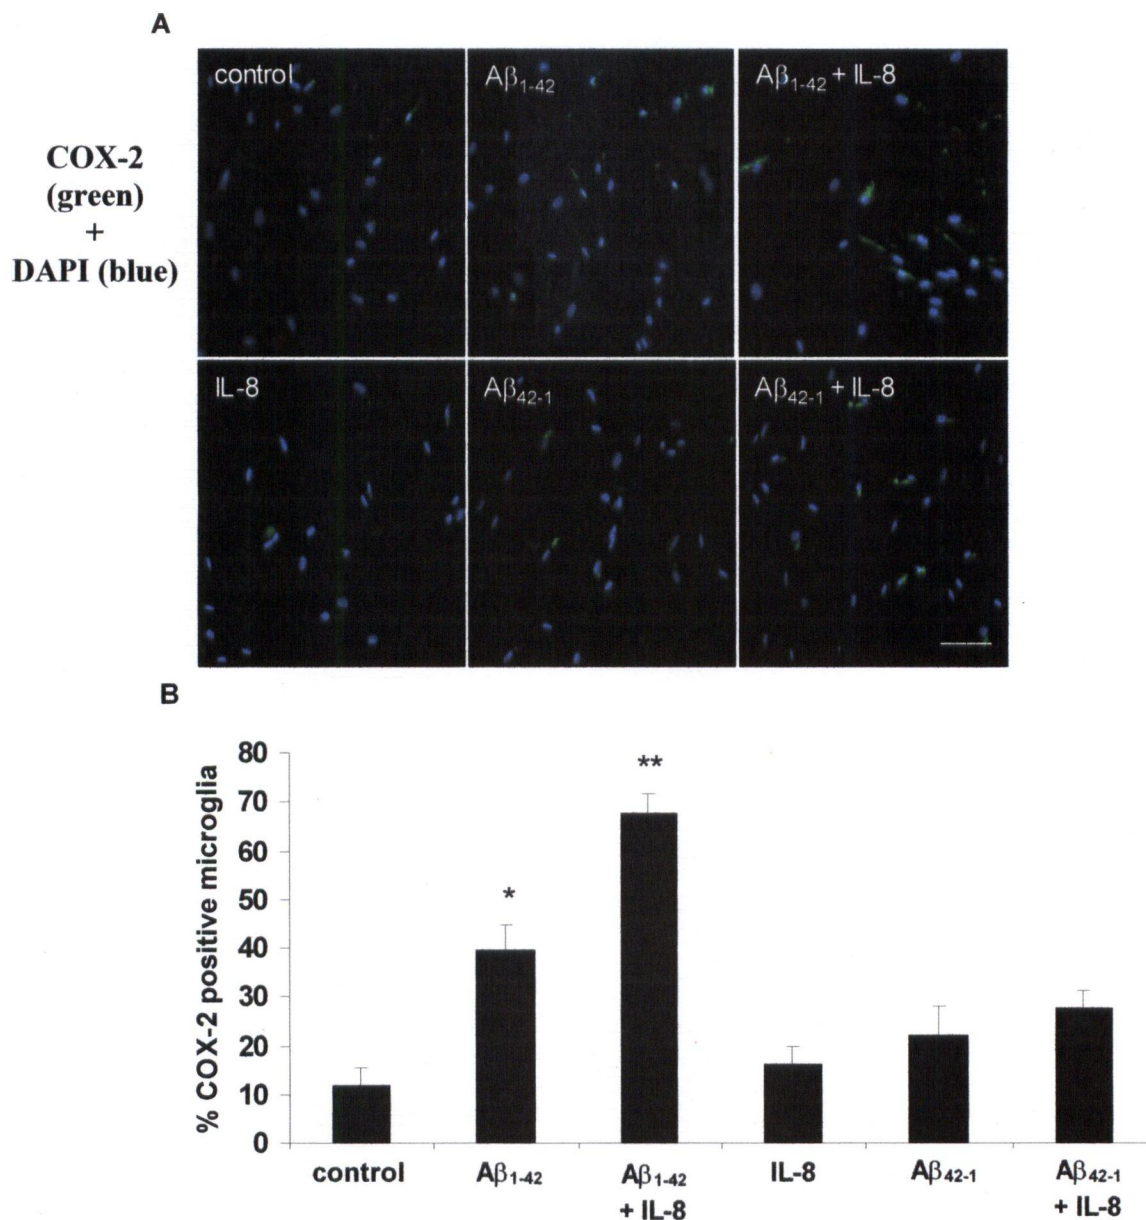 A
COX-2
(green)
+
DAPI (blue)
control
Aβ₁₋₄₂
Aβ₁₋₄₂ + IL-8
IL-8
Aβ₄₂₋₁
Aβ₄₂₋₁ + IL-8
B
% COX-2 positive microglia
80
70
60
50
40
30
20
10
0
*
**
control
Aβ₁₋₄₂
Aβ₁₋₄₂
+ IL-8
IL-8
Aβ₄₂₋₁
Aβ₄₂₋₁
+ IL-8